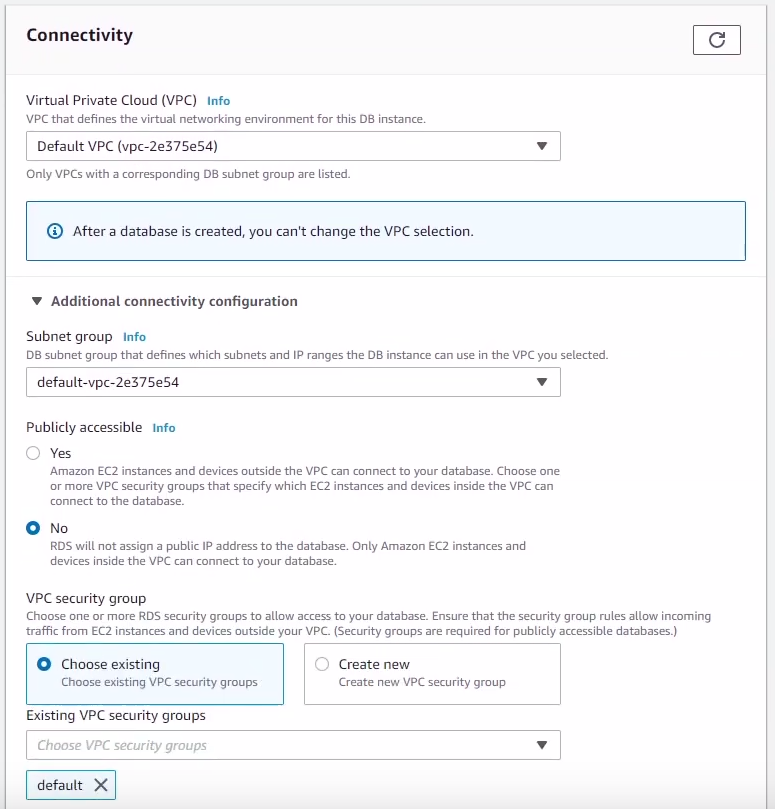 Connectivity
Virtual Private Cloud (VPC) Info
VPC that defines the virtual networking environment for this DB instance.
Default VPC (vpc-2e375e54)
Only VPCs with a corresponding DB subnet group are listed.
After a database is created, you can't change the VPC selection.
Additional connectivity configuration
Subnet group Info
DB subnet group that defines which subnets and IP ranges the DB instance can use in the VPC you selected.
default-vpc-2e375e54
Publicly accessible Info
Yes
Amazon EC2 instances and devices outside the VPC can connect to your database. Choose one
or more VPC security groups that specify which EC2 instances and devices inside the VPC can
connect to the database.
No
RDS will not assign a public IP address to the database. Only Amazon EC2 instances and
devices inside the VPC can connect to your database.
VPC security group
Choose one or more RDS security groups to allow access to your database. Ensure that the security group rules allow incoming
traffic from EC2 instances and devices outside your VPC. (Security groups are required for publicly accessible databases.)
Choose existing
Choose existing VPC security groups
Create new
Create new VPC security group
Existing VPC security groups
Choose VPC security groups
default